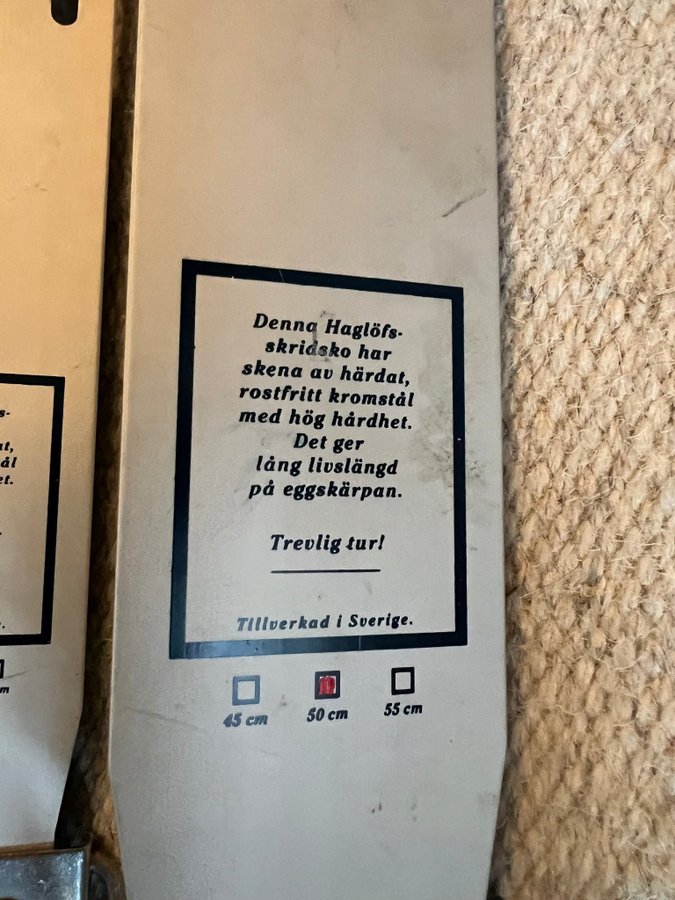 Denna Haglöfs-
skridsko har
skena av härdat,
rostfritt kromstål
med hög hårdhet.
Det ger
lång livslängd
på eggskärpan.
Trevlig tur!
Tillverkad i Sverige.
45 cm
50 cm
55 cm